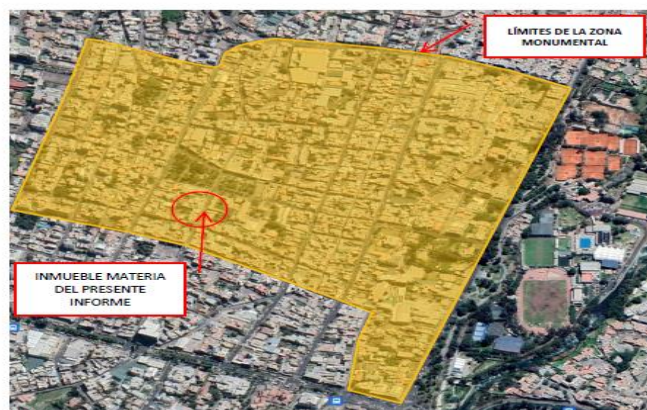 LÍMITES DE LA ZONA
MONUMENTAL
INMUEBLE MATERIA
DEL PRESENTE
INFORME